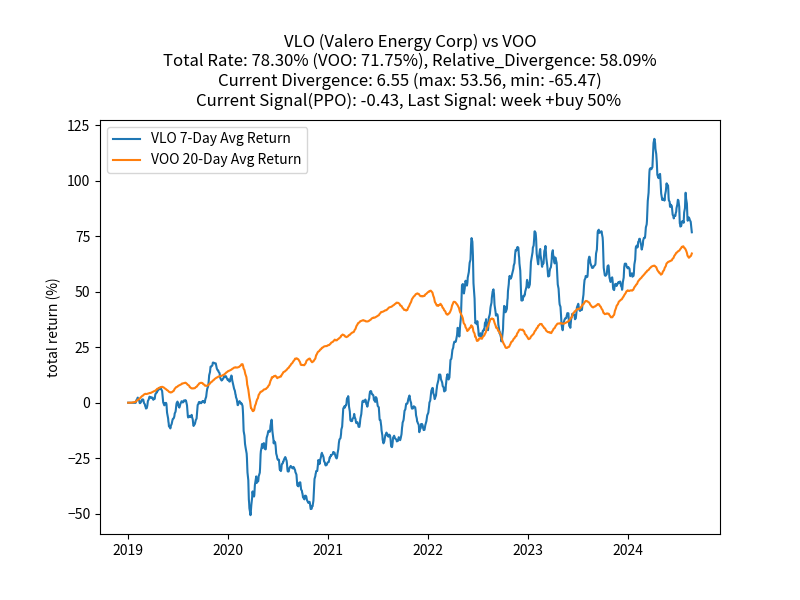 VLO (Valero Energy Corp) vs VOO
Total Rate: 78.30% (VOO: 71.75%), Relative_Divergence: 58.09%
Current Divergence: 6.55 (max: 53.56, min: -65.47)
Current Signal(PPO): -0.43, Last Signal: week +buy 50%
VLO 7-Day Avg Return
VOO 20-Day Avg Return
total return (%)
125
100
75
50
25
0
−25
−50
2019 2020 2021 2022 2023 2024